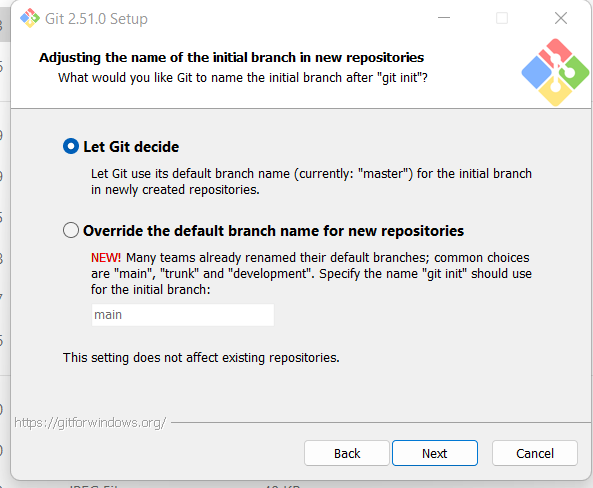 Git 2.51.0 Setup
Adjusting the name of the initial branch in new repositories
What would you like Git to name the initial branch after "git init"?
Let Git decide
Let Git use its default branch name (currently: "master") for the initial branch
in newly created repositories.
Override the default branch name for new repositories
NEW! Many teams already renamed their default branches; common choices
are "main", "trunk" and "development". Specify the name "git init" should use
for the initial branch:
main
This setting does not affect existing repositories.
https://gitforwindows.org/
Back
Next
Cancel